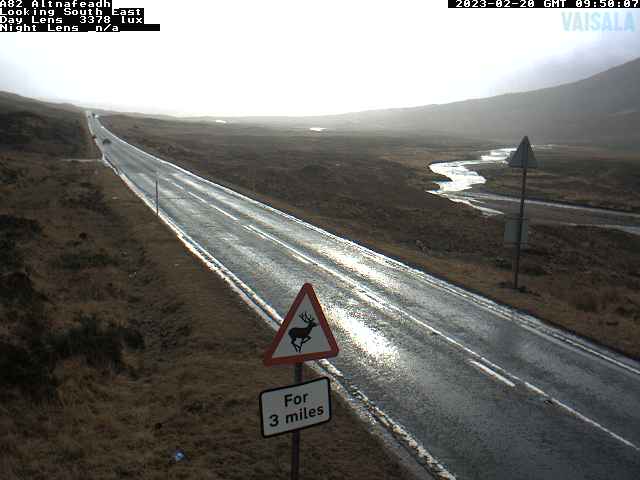 A82 Altnafeadh
Looking South East
Day Lens 3378 lux
Night Lens n/a
2023-02-20 GMT 09:50:07
VAISALA
For
3 miles